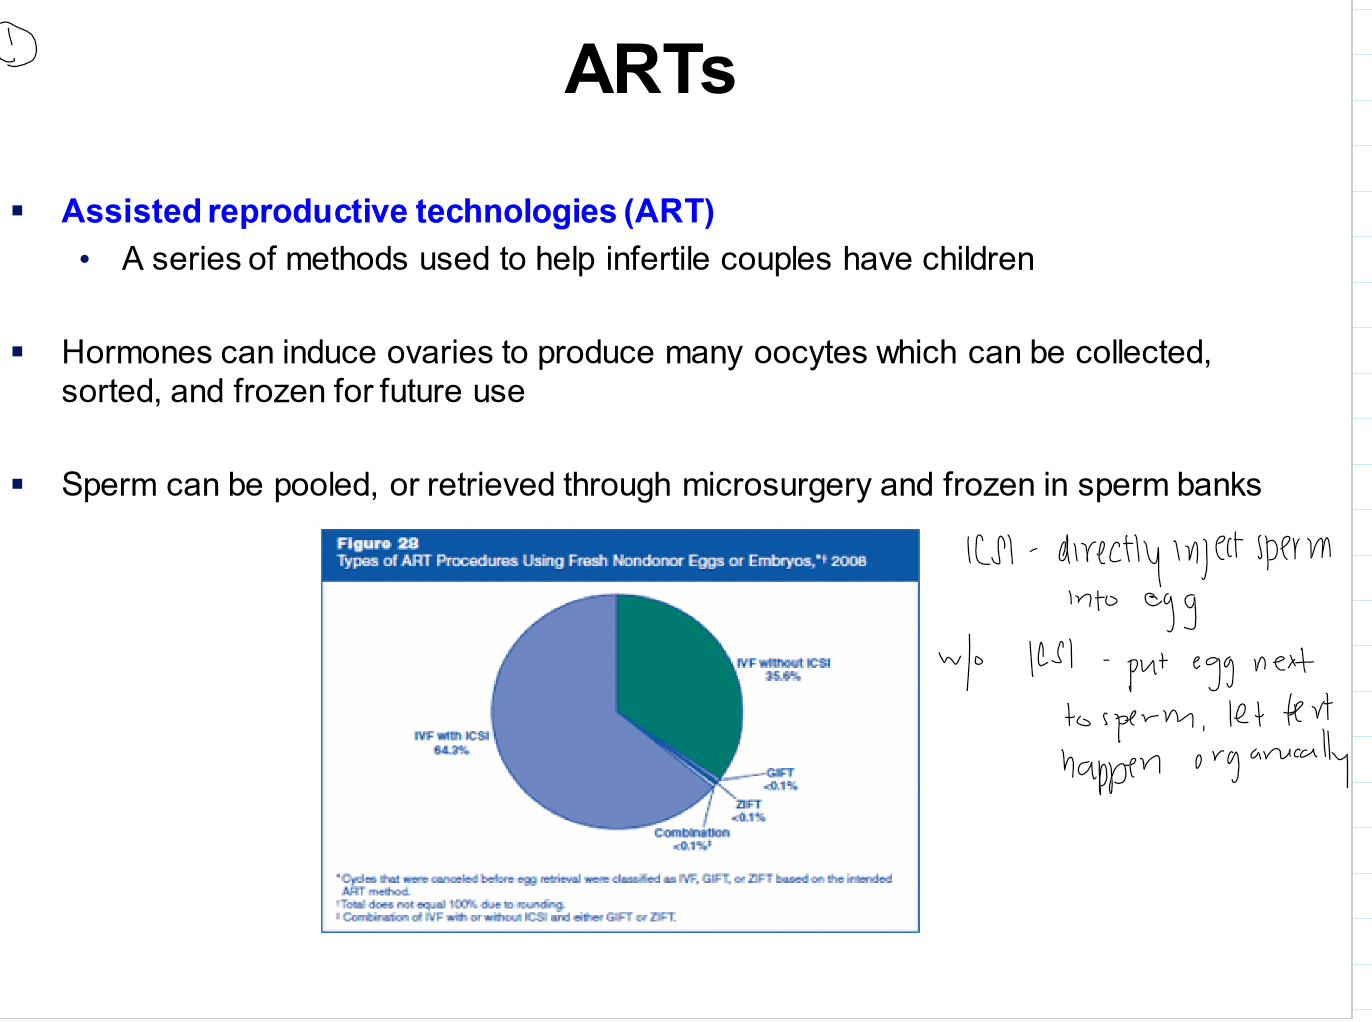 1
ARTs
▪ Assisted reproductive technologies (ART)
• A series of methods used to help infertile couples have children
▪ Hormones can induce ovaries to produce many oocytes which can be collected,
sorted, and frozen for future use
▪ Sperm can be pooled, or retrieved through microsurgery and frozen in sperm banks
Figure 28
Types of ART Procedures Using Fresh Nondonor Eggs or Embryos,*† 2008
IVF without ICSI
35.6%
IVF with ICSI
64.3%
GIFT
<0.1%
ZIFT
<0.1%
Combination
<0.1%‡
*Cycles that were canceled before egg retrieval were classified as IVF, GIFT, or ZIFT based on the intended
ART method.
†Total does not equal 100% due to rounding.
‡Combination of IVF with or without ICSI and either GIFT or ZIFT.
ICSI - directly inject sperm
into egg
w/o ICSI - put egg next
to sperm, let fert
happen organically